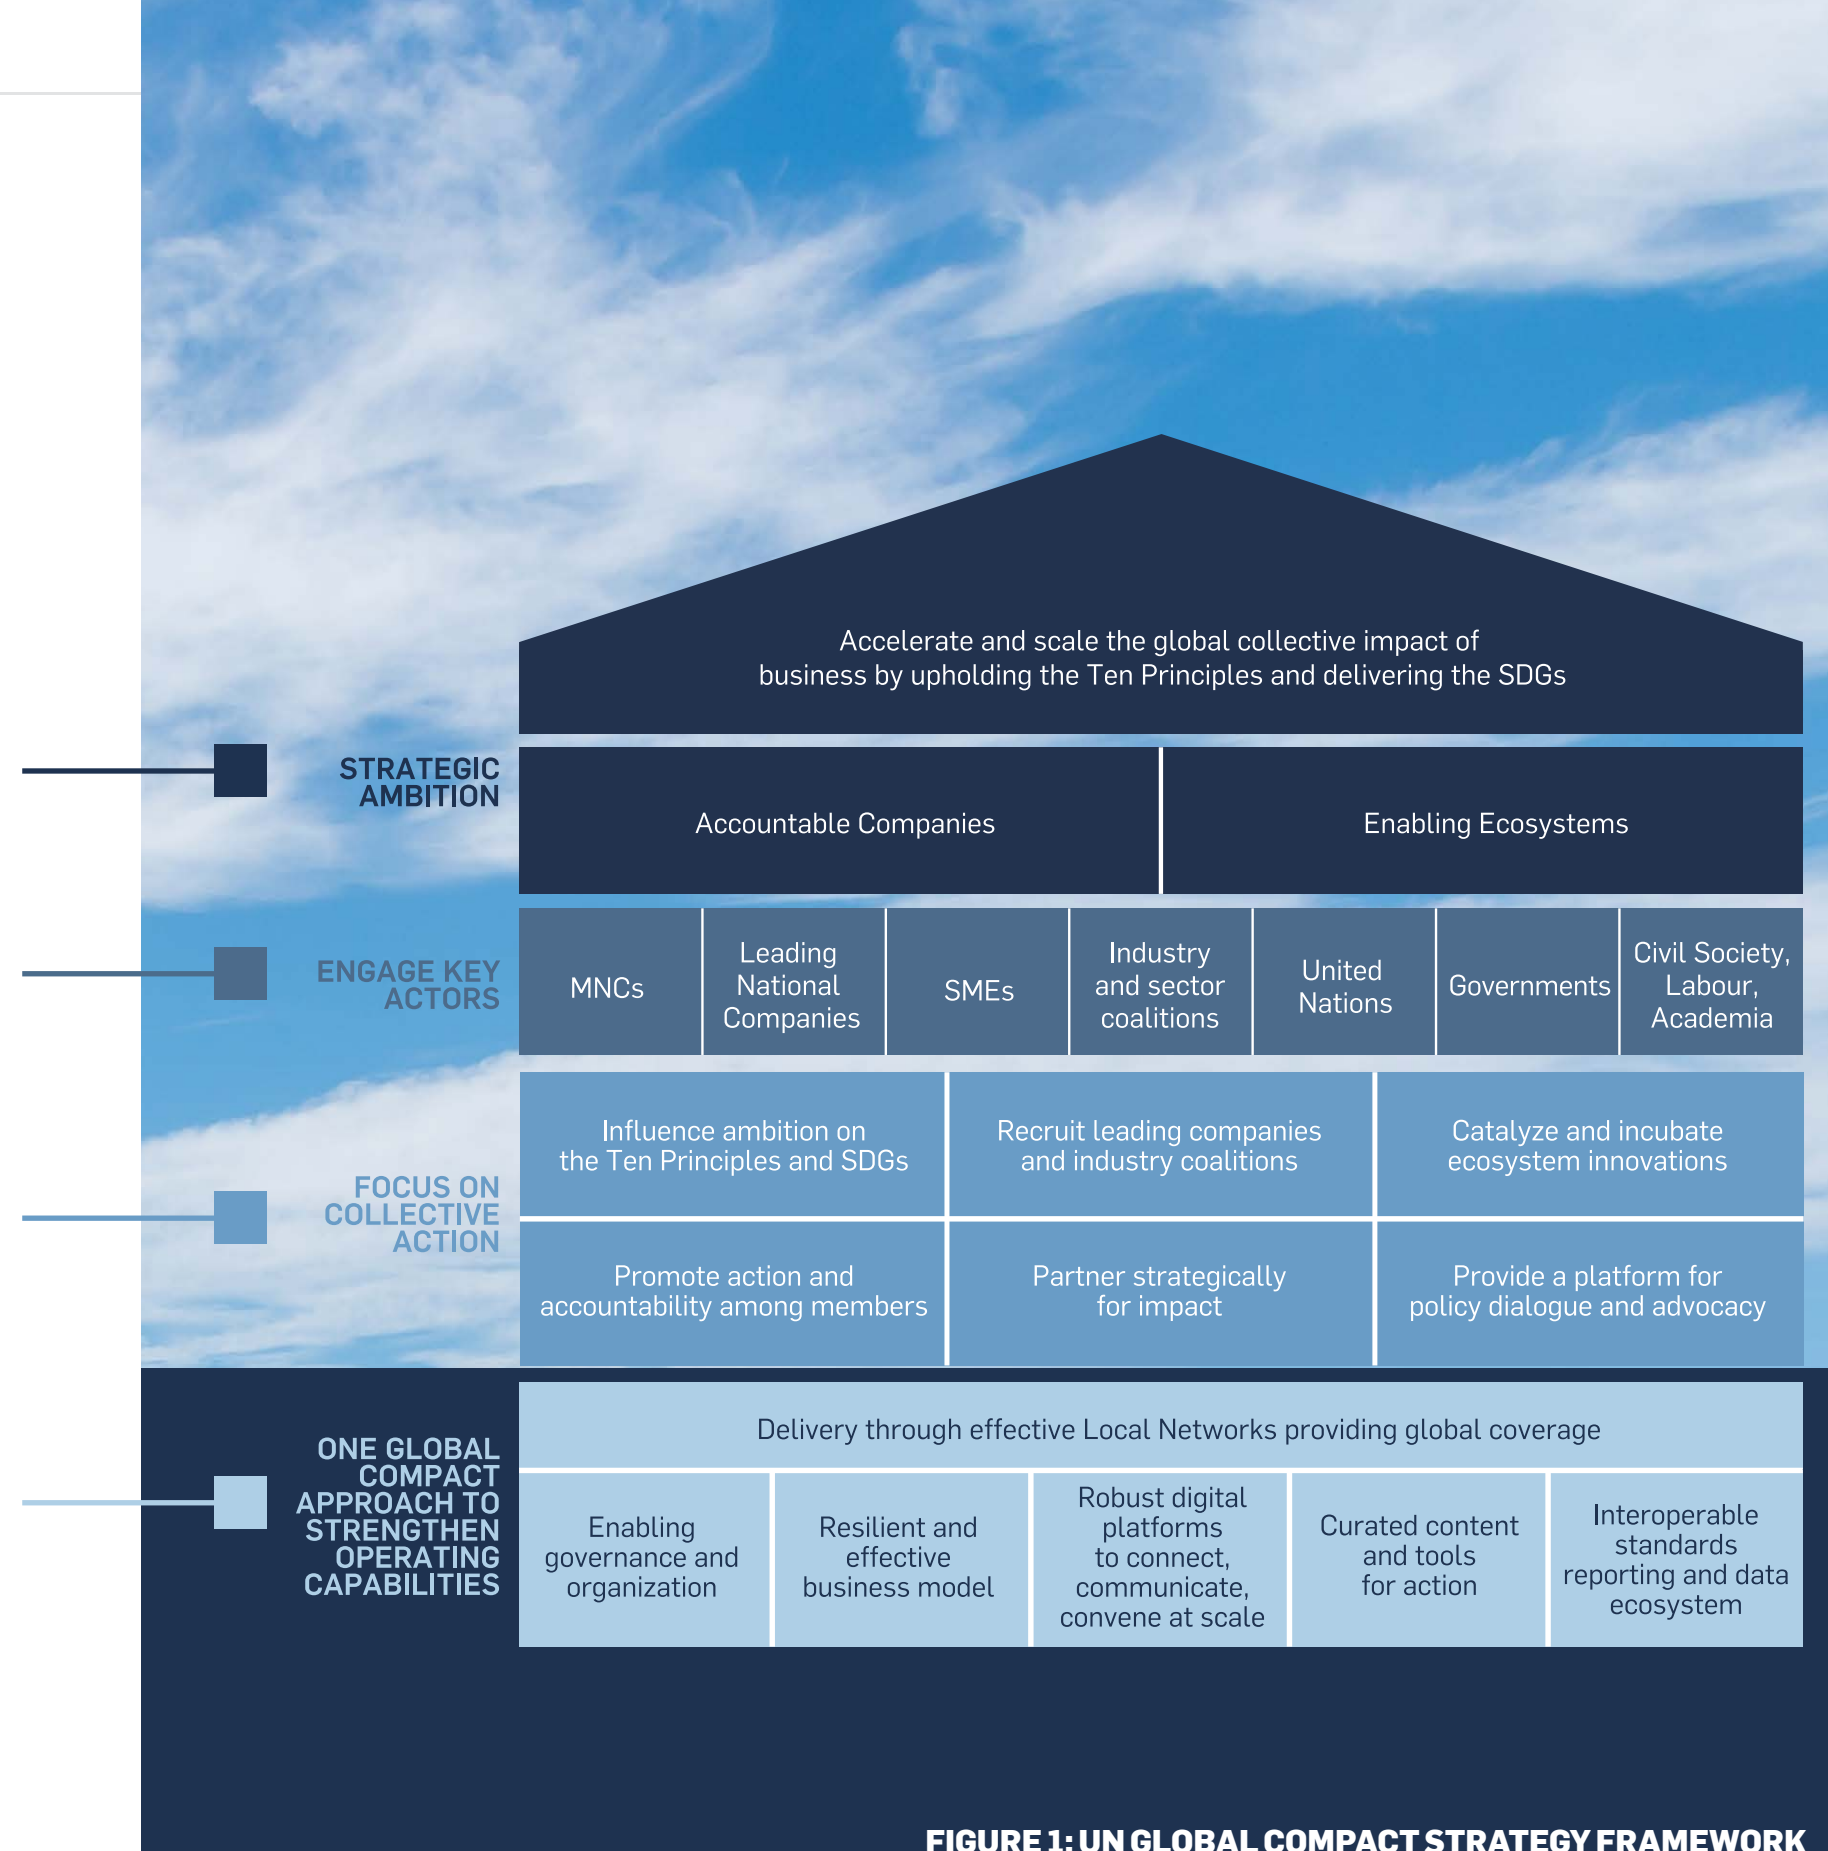 Accelerate and scale the global collective impact of
business by upholding the Ten Principles and delivering the SDGs
STRATEGIC
AMBITION
Accountable Companies
Enabling Ecosystems
ENGAGE KEY
ACTORS
MNCs
Leading
National
Companies
SMEs
Industry
and sector
coalitions
United
Nations
Governments
Civil Society,
Labour,
Academia
FOCUS ON
COLLECTIVE
ACTION
Influence ambition on
the Ten Principles and SDGs
Recruit leading companies
and industry coalitions
Catalyze and incubate
ecosystem innovations
Promote action and
accountability among members
Partner strategically
for impact
Provide a platform for
policy dialogue and advocacy
ONE GLOBAL
COMPACT
APPROACH TO
STRENGTHEN
OPERATING
CAPABILITIES
Delivery through effective Local Networks providing global coverage
Enabling
governance and
organization
Resilient and
effective
business model
Robust digital
platforms
to connect,
communicate,
convene at scale
Curated content
and tools
for action
Interoperable
standards
reporting and data
ecosystem
FIGURE 1: UN GLOBAL COMPACT STRATEGY FRAMEWORK